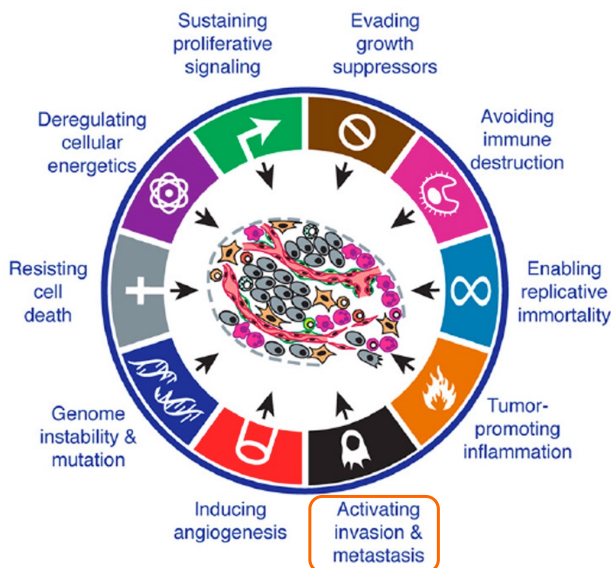 Sustaining
proliferative
signaling
Evading
growth
suppressors
Avoiding
immune
destruction
Enabling
replicative
immortality
Tumor-
promoting
inflammation
Activating
invasion &
metastasis
Inducing
angiogenesis
Genome
instability &
mutation
Resisting
cell
death
Deregulating
cellular
energetics